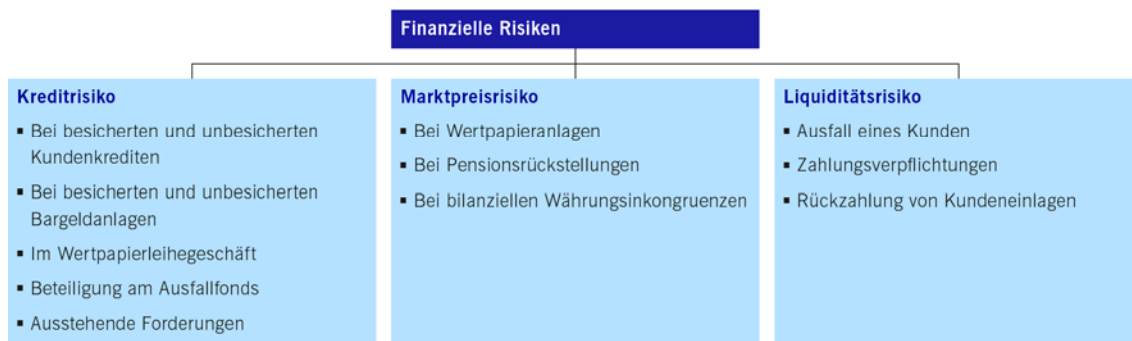 Finanzielle Risiken
Kreditrisiko
▪ Bei besicherten und unbesicherten
Kundenkrediten
▪ Bei besicherten und unbesicherten
Bargeldanlagen
▪ Im Wertpapierleihegeschäft
▪ Beteiligung am Ausfallfonds
▪ Ausstehende Forderungen
Marktpreisrisiko
▪ Bei Wertpapieranlagen
▪ Bei Pensionsrückstellungen
▪ Bei bilanziellen Währungsinkongruenzen
Liquiditätsrisiko
▪ Ausfall eines Kunden
▪ Zahlungsverpflichtungen
▪ Rückzahlung von Kundeneinlagen